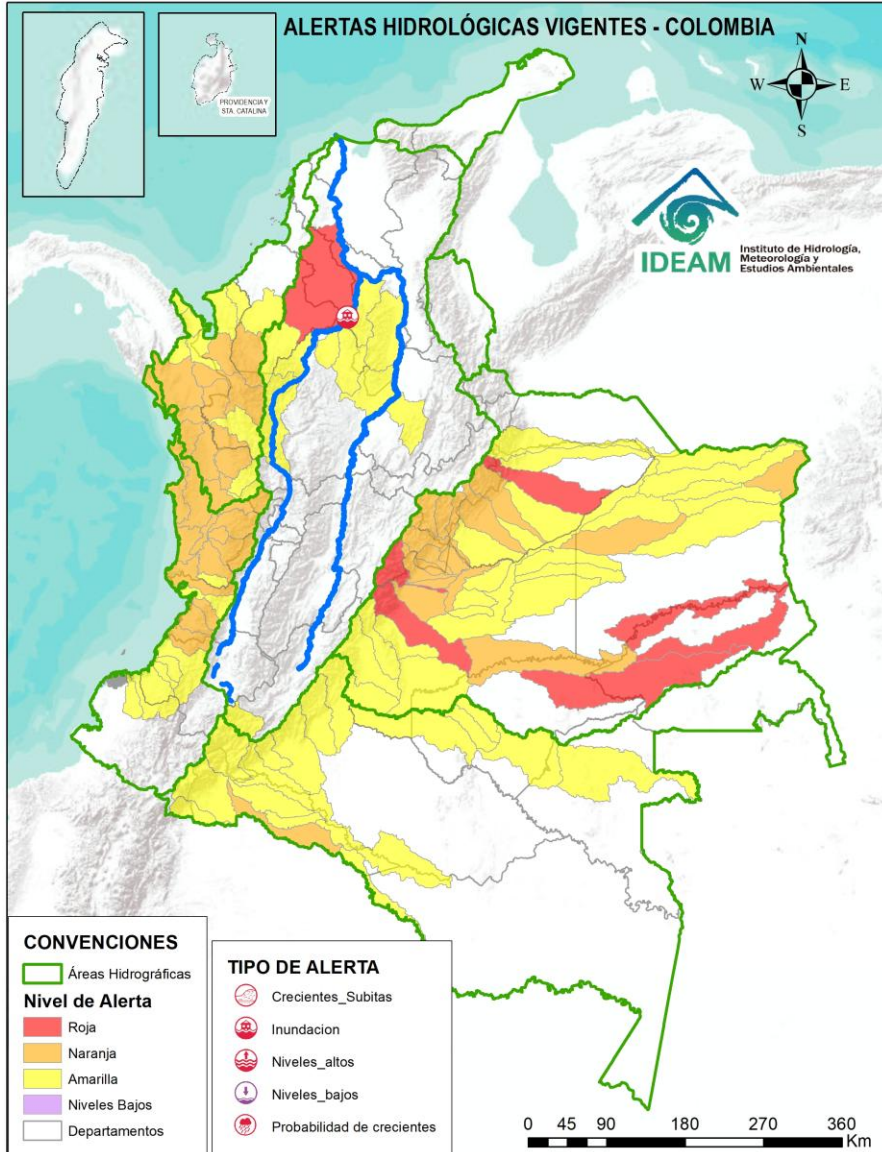 ALERTAS HIDROLÓGICAS VIGENTES - COLOMBIA
PROVIDENCIA Y
STA. CATALINA
N
W
E
S
IDEAM
Instituto de Hidrología,
Meteorología y
Estudios Ambientales
CONVENCIONES
Áreas Hidrográficas
Nivel de Alerta
Roja
Naranja
Amarilla
Niveles Bajos
Departamentos
TIPO DE ALERTA
Crecientes_Subitas
Inundacion
Niveles_altos
Niveles_bajos
Probabilidad de crecientes
0 45 90 180 270 360
Km